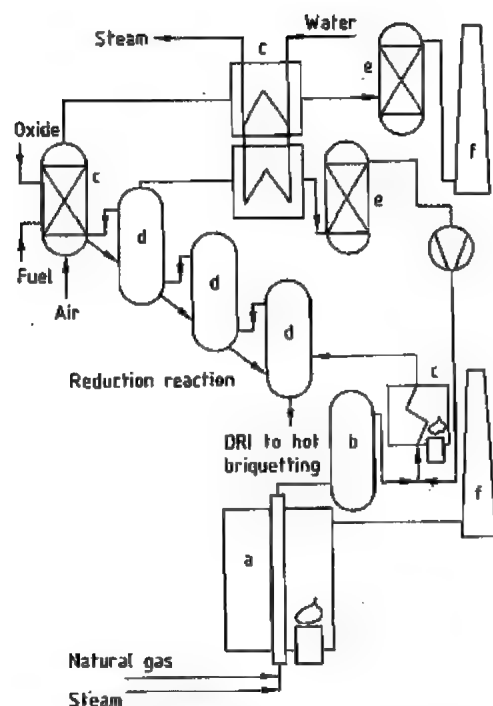 Steam
Water
c
e
f
Oxide
c
e
Fuel
Air
d
d
d
Reduction reaction
c
DRI to hot
briquetting
b
f
a
Natural gas
Steam